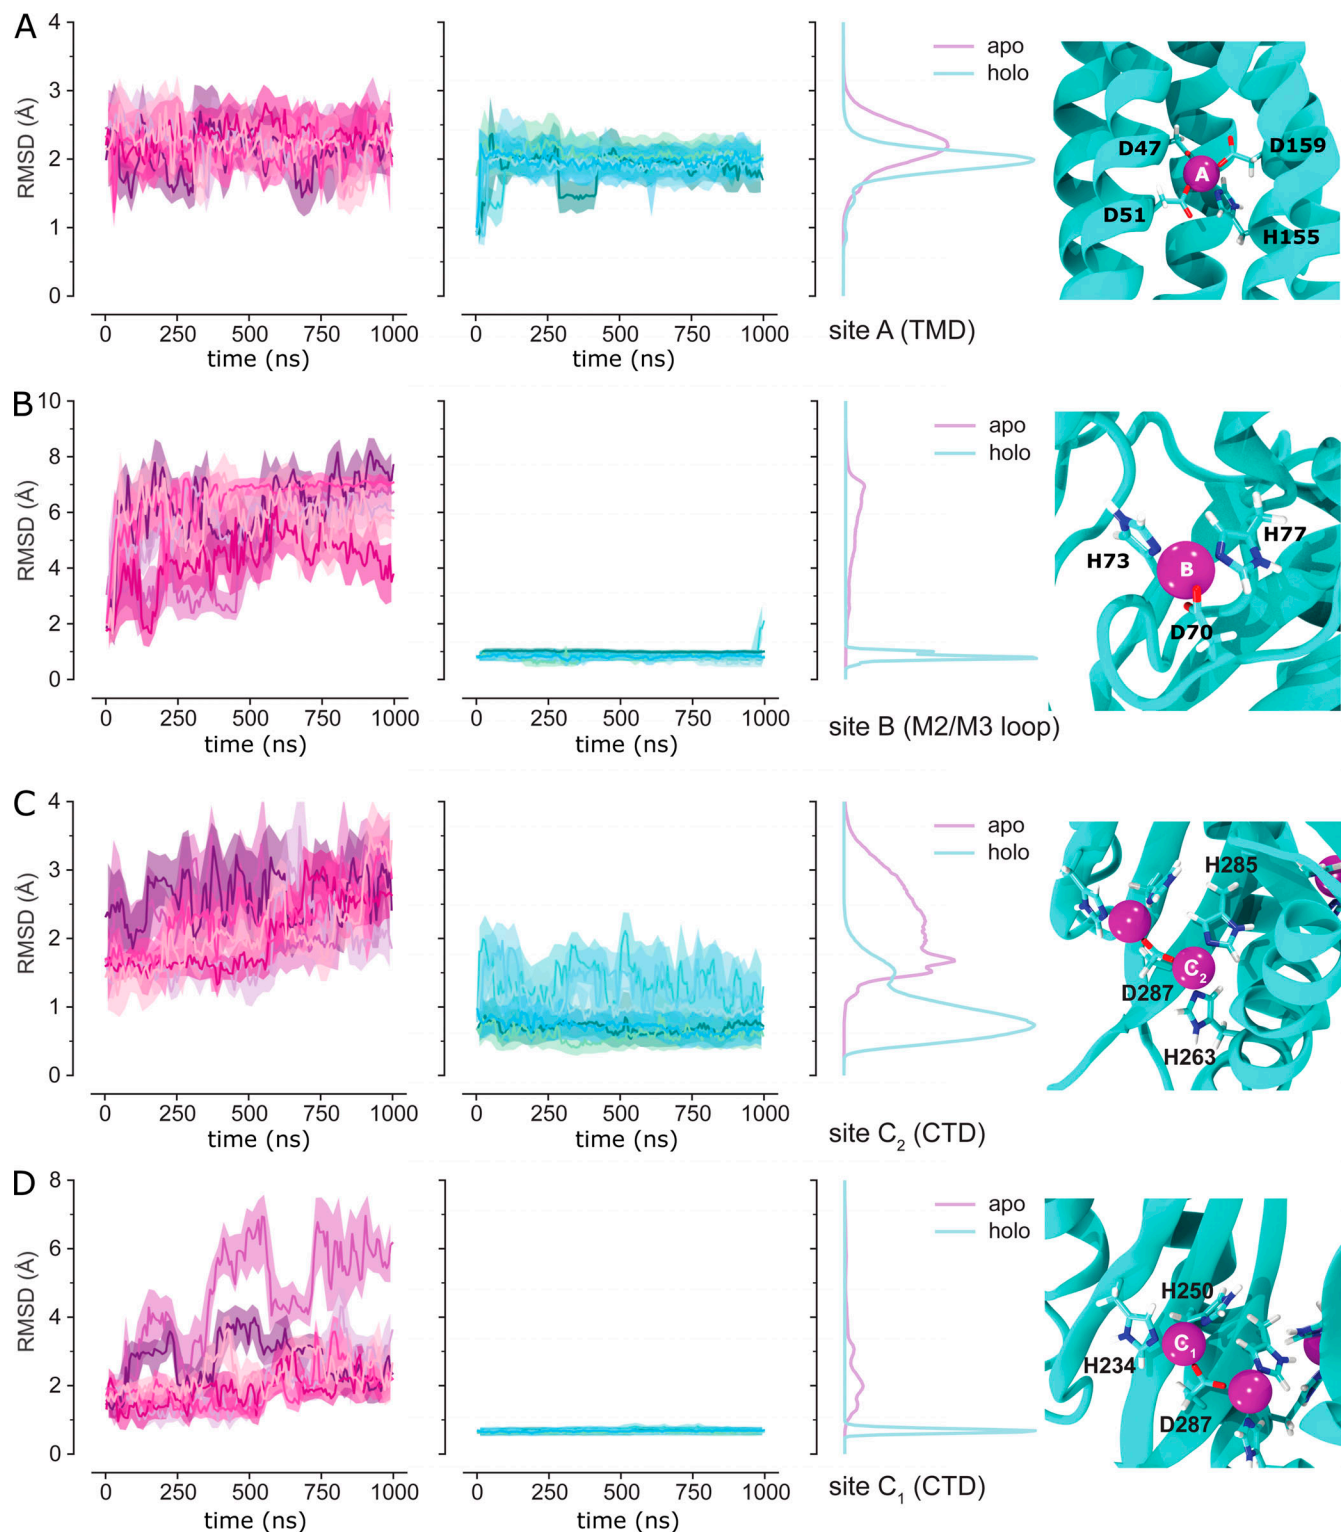 A
4
3
2
1
0
RMSD (Å)
0 250 500 750 1000
time (ns)
0 250 500 750 1000
time (ns)
apo
holo
site A (TMD)
D47
D159
A
D51
H155
B
10
8
6
4
2
0
RMSD (Å)
0 250 500 750 1000
time (ns)
0 250 500 750 1000
time (ns)
apo
holo
site B (M2/M3 loop)
H77
H73
B
D70
C
4
3
2
1
0
RMSD (Å)
0 250 500 750 1000
time (ns)
0 250 500 750 1000
time (ns)
apo
holo
site C2 (CTD)
H285
C2
D287
H263
D
8
6
4
2
0
RMSD (Å)
0 250 500 750 1000
time (ns)
0 250 500 750 1000
time (ns)
apo
holo
site C1 (CTD)
H250
C1
H234
D287